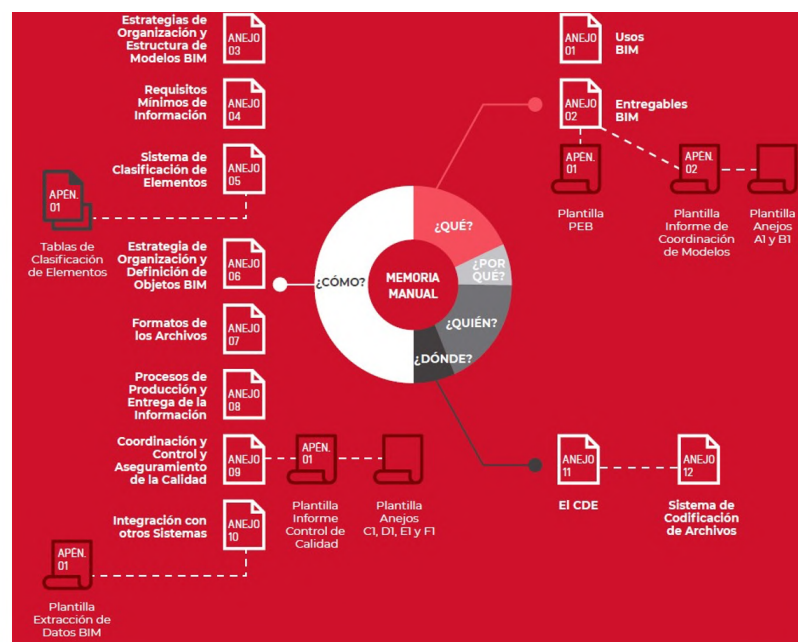 Estrategias de
Organización y
Estructura de
Modelos BIM
ANEJO
03
Requisitos
Mínimos de
Información
ANEJO
04
Sistema de
Clasificación de
Elementos
ANEJO
05
APÉN.
01
Tablas de
Clasificación
de Elementos
Estrategia de
Organización y
Definición de
Objetos BIM
ANEJO
06
Formatos de
los Archivos
ANEJO
07
Procesos de
Producción y
Entrega de la
Información
ANEJO
08
Coordinación y
Control y
Aseguramiento
de la Calidad
ANEJO
09
APÉN.
01
Plantilla
Informe
Control de
Calidad
Plantilla
Anejos
C1, D1, E1 y F1
Integración con
otros Sistemas
ANEJO
10
APÉN.
01
Plantilla
Extracción de
Datos BIM
¿CÓMO?
MEMORIA
MANUAL
¿QUÉ?
¿POR
QUÉ?
¿QUIÉN?
¿DÓNDE?
ANEJO
01
Usos
BIM
ANEJO
02
Entregables
BIM
APÉN.
01
Plantilla
PEB
APÉN.
02
Plantilla
Informe de
Coordinación
de Modelos
Plantilla
Anejos
A1 y B1
ANEJO
11
El CDE
ANEJO
12
Sistema de
Codificación
de Archivos